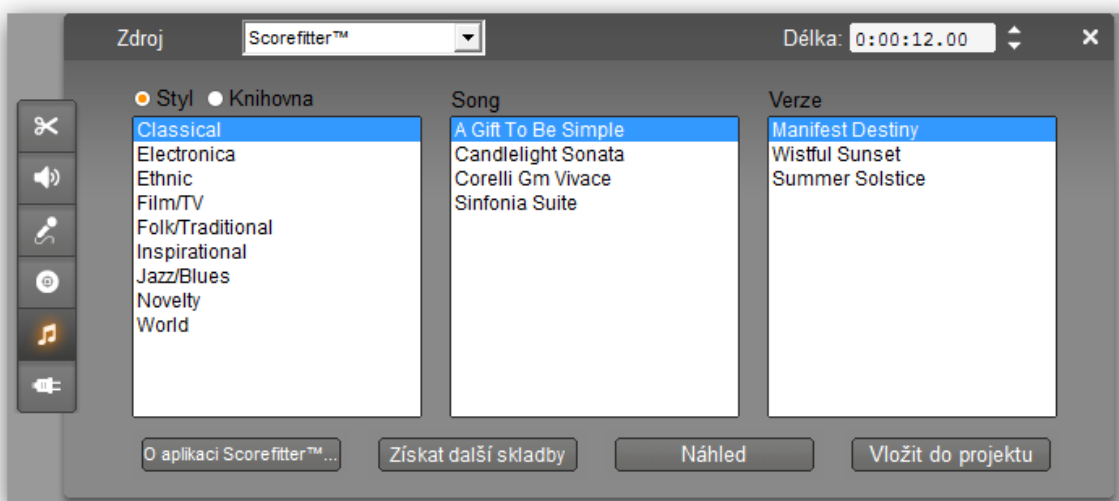 Zdroj Scorefitter™ Délka: 0:00:12.00
Styl Knihovna Song Verze
Classical A Gift To Be Simple Manifest Destiny
Electronica Candlelight Sonata Wistful Sunset
Ethnic Corelli Gm Vivace Summer Solstice
Film/TV Sinfonia Suite
Folk/Traditional
Inspirational
Jazz/Blues
Novelty
World
O aplikaci Scorefitter™... Získat další skladby Náhled Vložit do projektu